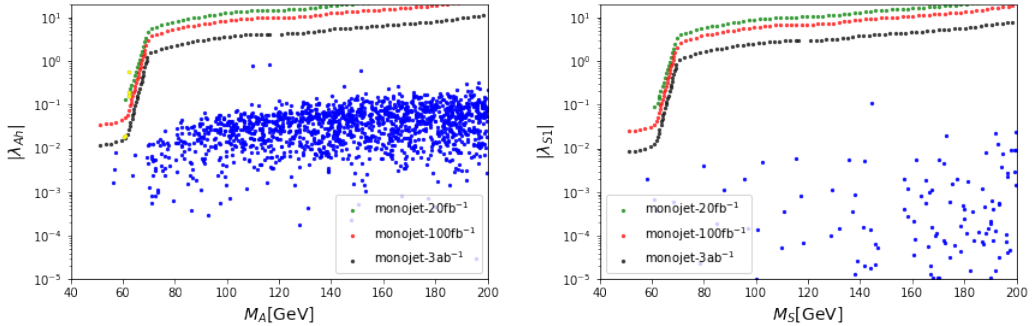 10¹
10⁰
10⁻¹
10⁻²
10⁻³
10⁻⁴
10⁻⁵
|λ_Ah|
monojet-20fb⁻¹
monojet-100fb⁻¹
monojet-3ab⁻¹
40 60 80 100 120 140 160 180 200
M_A[GeV]
10¹
10⁰
10⁻¹
10⁻²
10⁻³
10⁻⁴
10⁻⁵
|λ_S1|
monojet-20fb⁻¹
monojet-100fb⁻¹
monojet-3ab⁻¹
40 60 80 100 120 140 160 180 200
M_S[GeV]